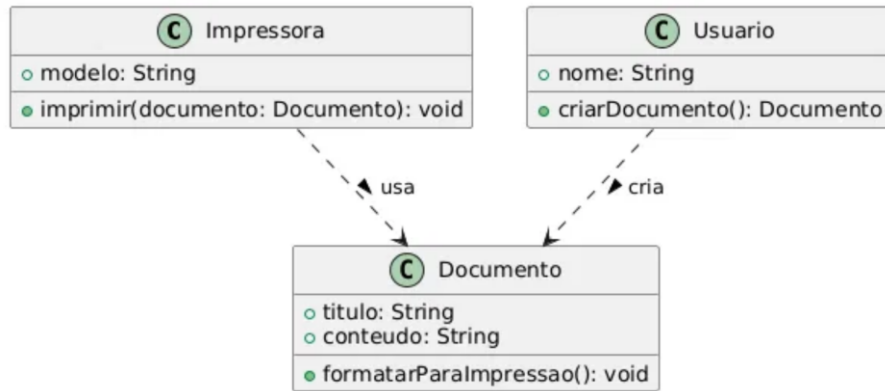 C Impressora
modelo: String
imprimir(documento: Documento): void
C Usuario
nome: String
criarDocumento(): Documento
usa
cria
C Documento
titulo: String
conteudo: String
formatarParaImpressao(): void